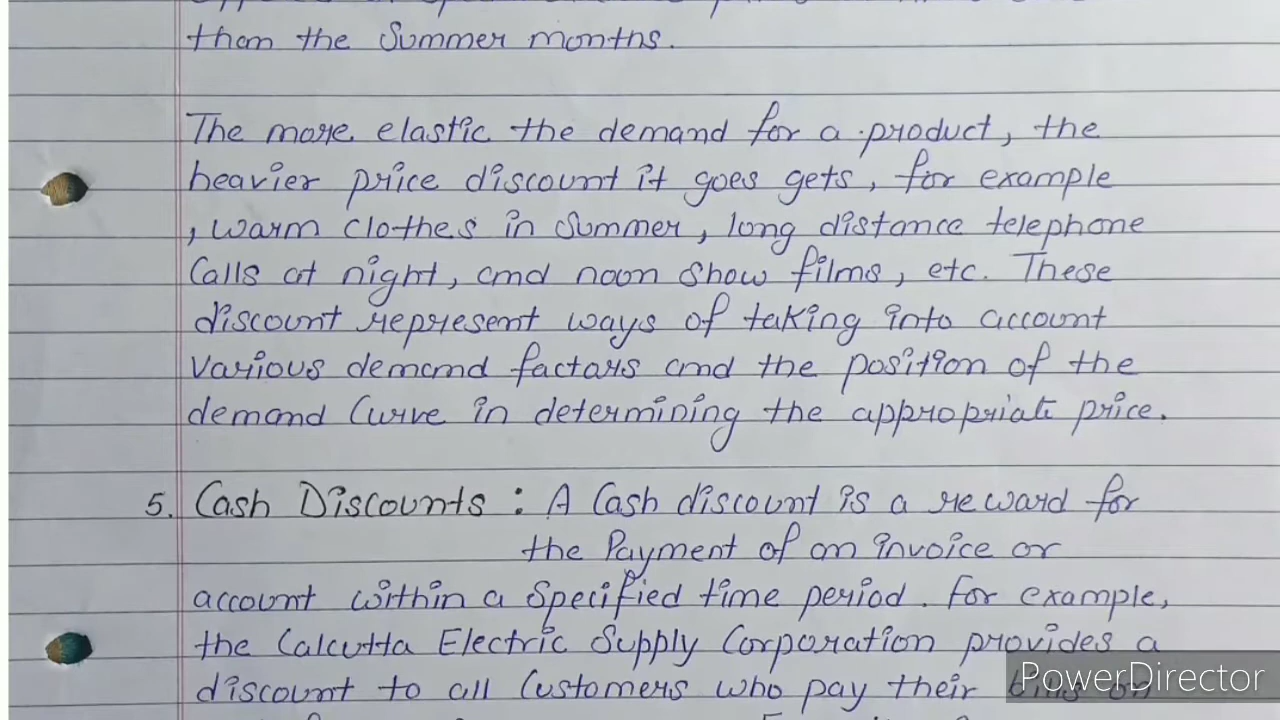 than the Summer months.
The more elastic the demand for a product, the
heavier price discount it goes gets, for example
, warm clothes in Summer, long distance telephone
Calls at night, and noon Show films, etc. These
discount represent ways of taking into account
various demand factors and the position of the
demand Curve in determining the appropriate price.
5. Cash Discounts : A Cash discount is a reward for
the Payment of an invoice or
account within a Specified time period. For example,
the Calcutta Electric Supply Corporation provides a
discount to all Customers who pay their bills on
PowerDirector